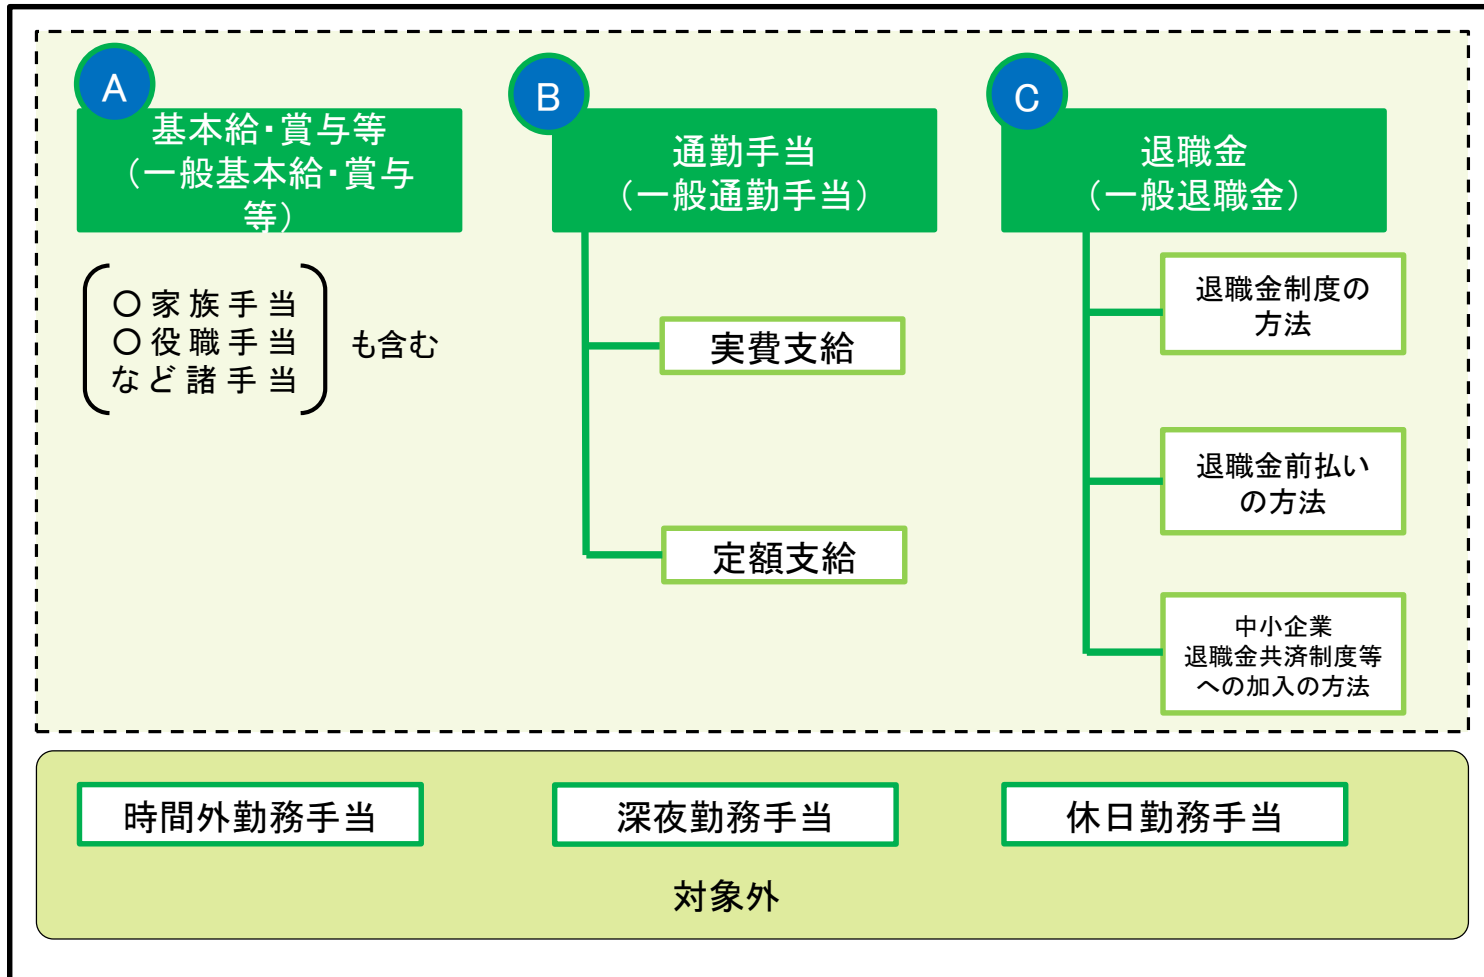 A
基本給・賞与等
（一般基本給・賞与
等）
〇家族手当
〇役職手当
など諸手当
も含む
B
通勤手当
（一般通勤手当）
実費支給
定額支給
C
退職金
（一般退職金）
退職金制度の
方法
退職金前払い
の方法
中小企業
退職金共済制度等
への加入の方法
時間外勤務手当
深夜勤務手当
休日勤務手当
対象外